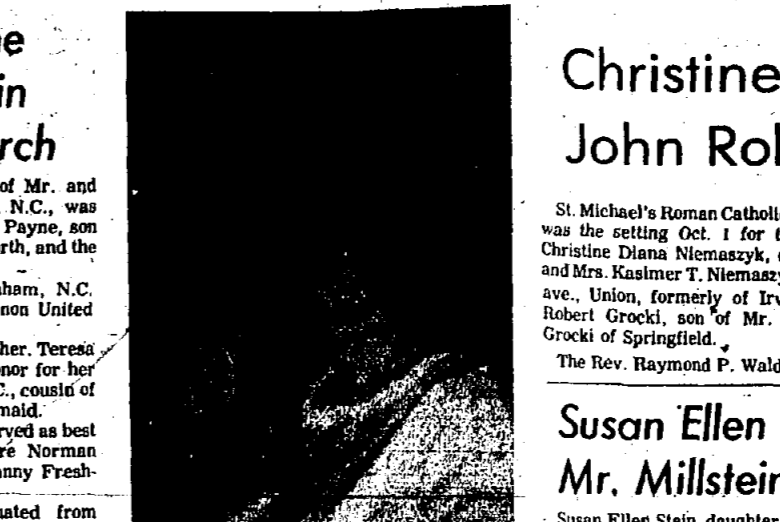 e
in
rch
of Mr. and
N.C., was
Payne, son
rth, and the
ham, N.C.
non United
her. Teresa
nor for her
C., cousin of
maid.
rved as best
re Norman
anny Fresh-
uated from
Christine
John Rol
St. Michael's Roman Catholi
was the setting Oct. 1 for
Christine Diana Niemaszyk,
and Mrs. Kasimer T. Niemaszy
ave., Union, formerly of Irv
Robert Grocki, son of Mr.
Grocki of Springfield.
The Rev. Raymond P. Wald
Susan Ellen
Mr. Millstein
Susan Ellen Stein, daughter